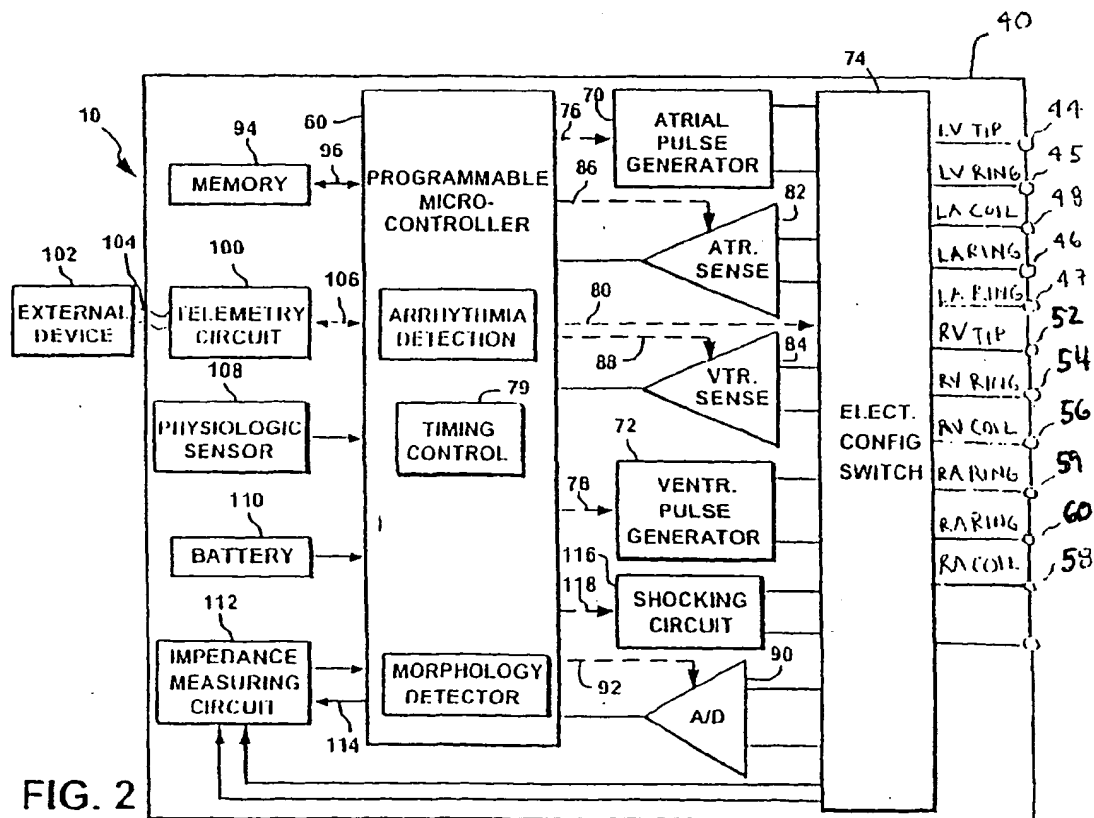 40
74
10
94
MEMORY
96
60
PROGRAMMABLE
MICRO-
CONTROLLER
76
70
ATRIAL
PULSE
GENERATOR
86
82
ATR.
SENSE
102
EXTERNAL
DEVICE
104
100
TELEMETRY
CIRCUIT
106
ARRHYTHMIA
DETECTION
80
88
84
VTR.
SENSE
108
PHYSIOLOGIC
SENSOR
79
TIMING
CONTROL
72
VENTR.
PULSE
GENERATOR
78
110
BATTERY
116
118
SHOCKING
CIRCUIT
112
IMPEDANCE
MEASURING
CIRCUIT
114
MORPHOLOGY
DETECTOR
92
90
A/D
ELECT.
CONFIG
SWITCH
LV TIP
44
LV RING
45
LA COIL
48
LA RING
46
LA RING
47
RV TIP
52
RV RING
54
RV COIL
56
RA RING
59
RA RING
60
RA COIL
58
FIG. 2